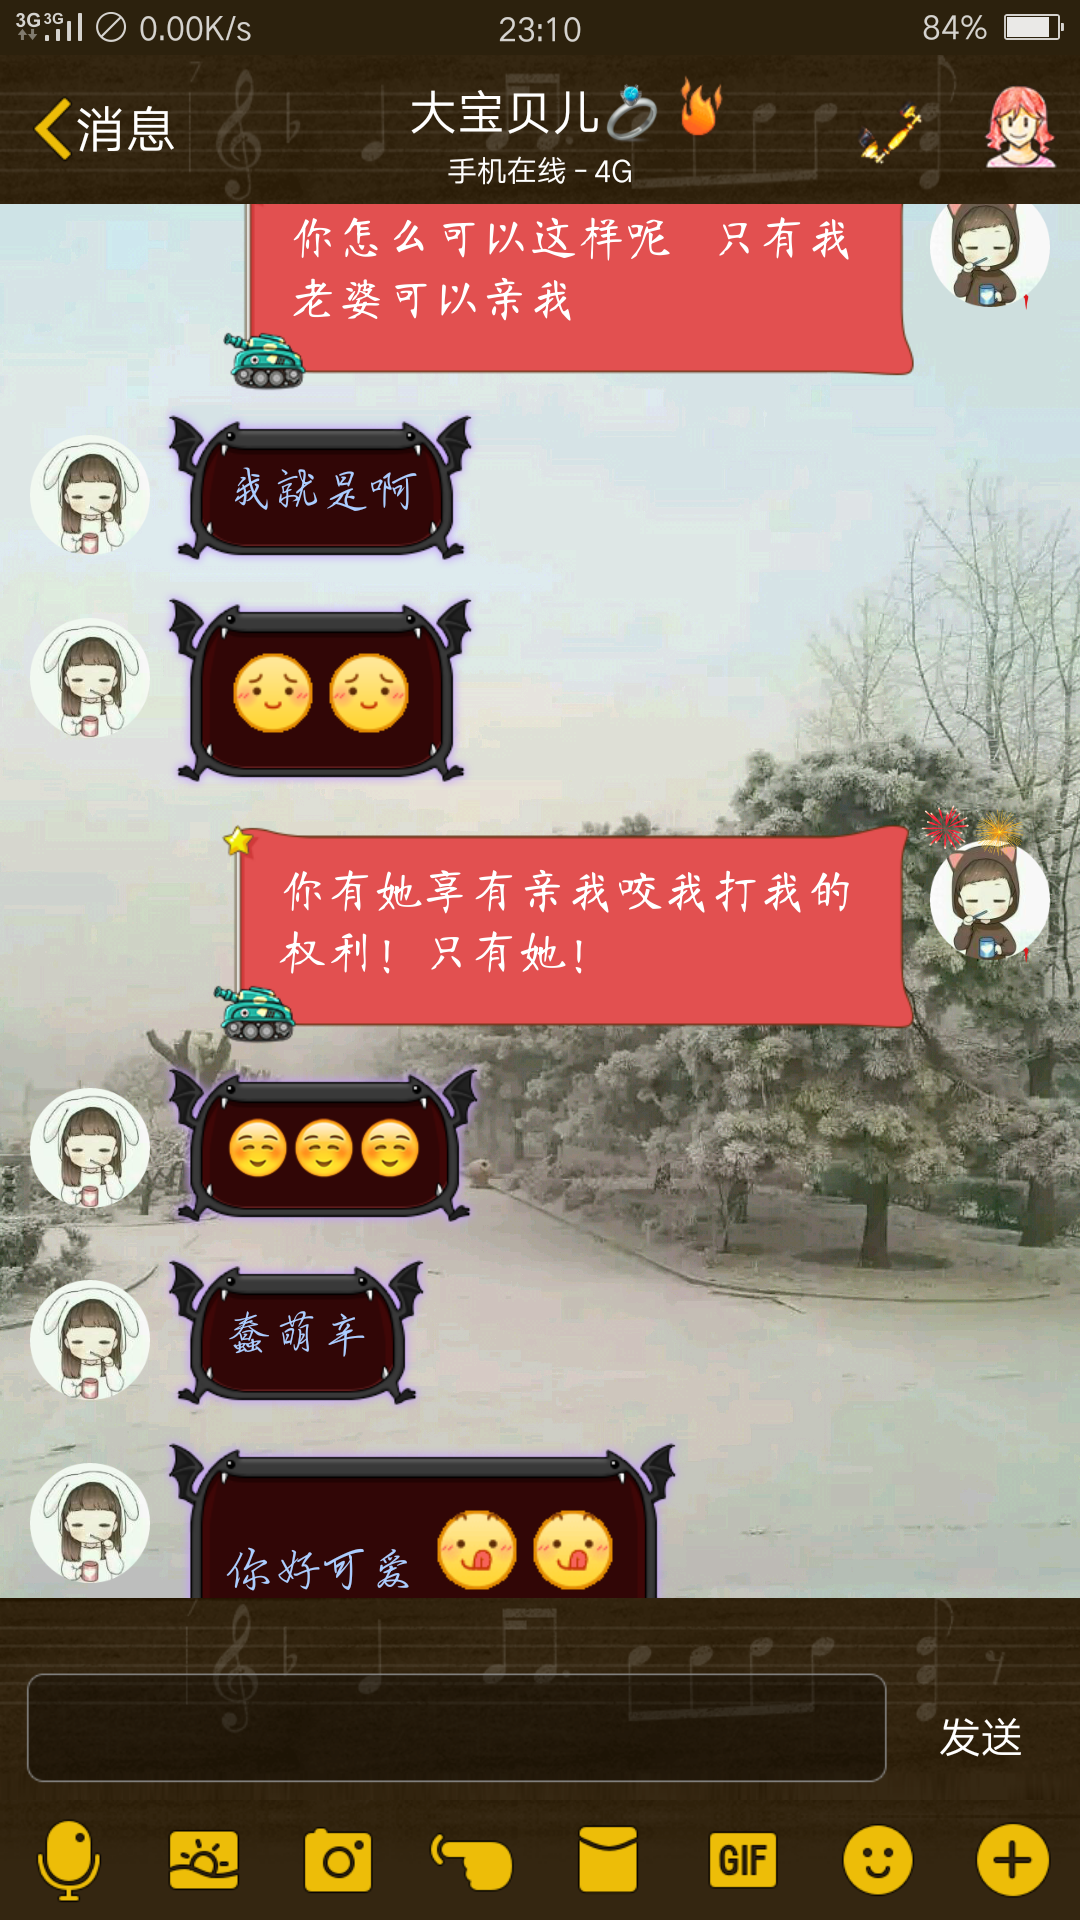 3G 3G 0.00K/s 23:10 84%
消息
大宝贝儿
手机在线 - 4G
你怎么可以这样呢 只有我
老婆可以亲我
我就是啊
你有她享有亲我咬我打我的
权利！只有她！
蠢萌辛
你好可爱
发送
GIF